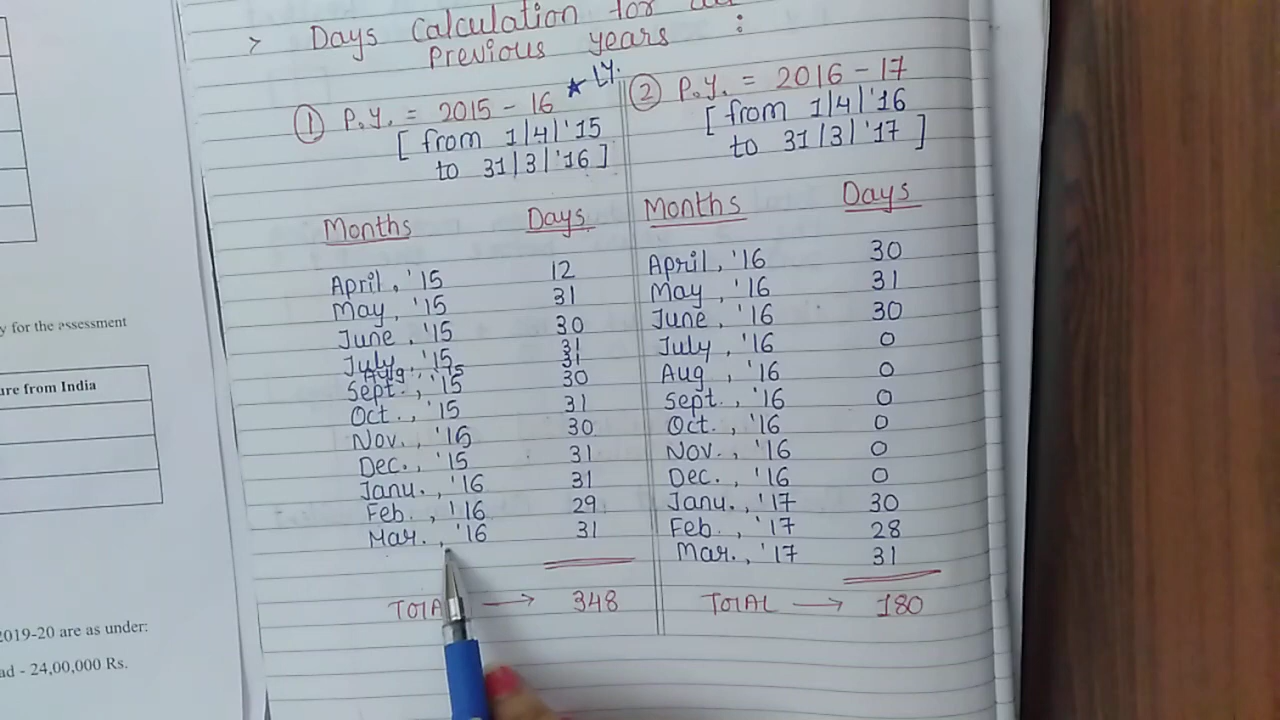 > Days Calculation for
Previous years :
① P.y. = 2015 - 16 ★ LY.
[ from 1/4/'15
to 31/3/'16 ]
Months Days
April, '15 12
May, '15 31
June, '15 30
July, '15 31
Aug., '15 31
Sept., '15 30
Oct., '15 31
Nov., '15 30
Dec., '15 31
Janu., '16 31
Feb., '16 29
Mar., '16 31
TOTA → 348
② P.y. = 2016 - 17
[ from 1/4/'16
to 31/3/'17 ]
Months Days
April, '16 30
May, '16 31
June, '16 30
July, '16 0
Aug, '16 0
Sept., '16 0
Oct., '16 0
Nov., '16 0
Dec., '16 0
Janu., '17 30
Feb., '17 28
Mar., '17 31
TOTAL → 180
y for the assessment
ure from India
2019-20 are as under:
ad - 24,00,000 Rs.